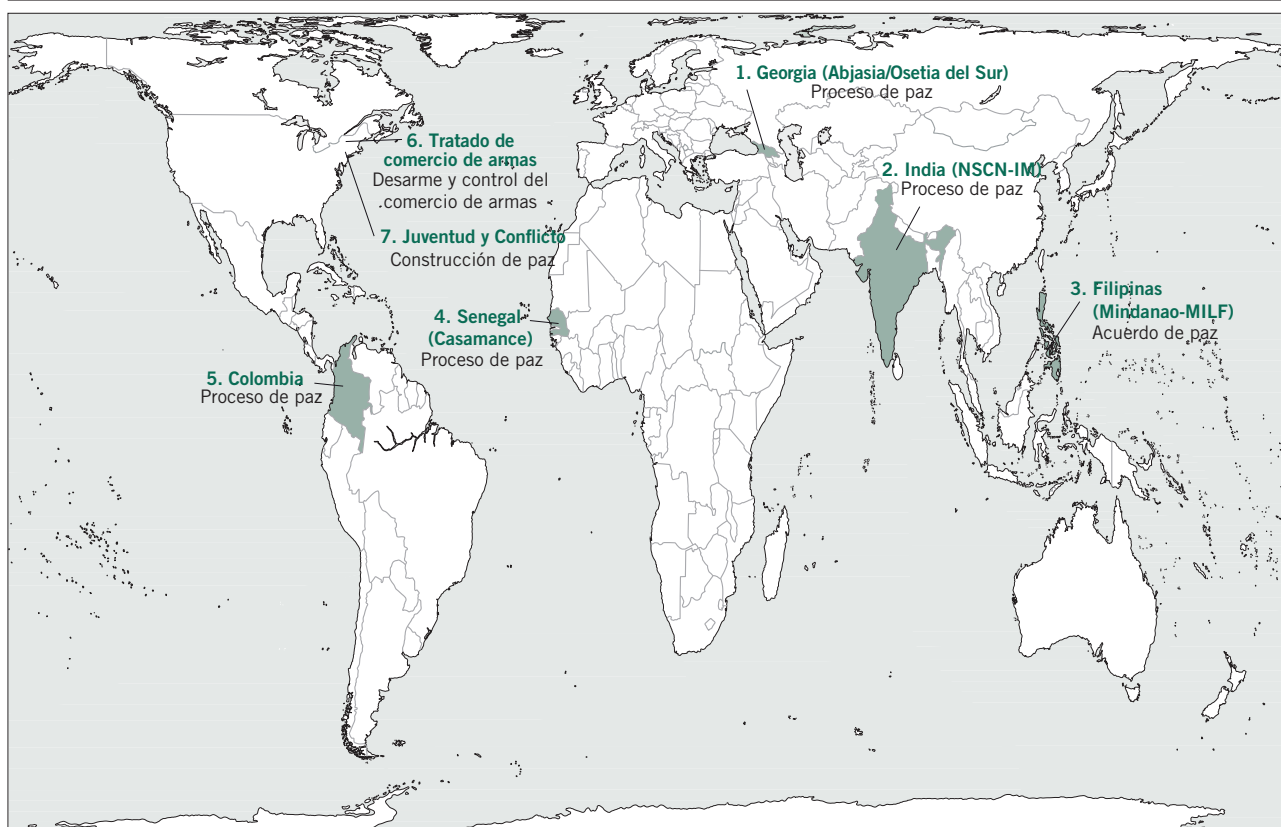 1. Georgia (Abjasia/Osetia del Sur)
Proceso de paz
2. India (NSCN-IM)
Proceso de paz
3. Filipinas
(Mindanao-MILF)
Acuerdo de paz
4. Senegal
(Casamance)
Proceso de paz
5. Colombia
Proceso de paz
6. Tratado de
comercio de armas
Desarme y control del
comercio de armas
7. Juventud y Conflicto
Construcción de paz